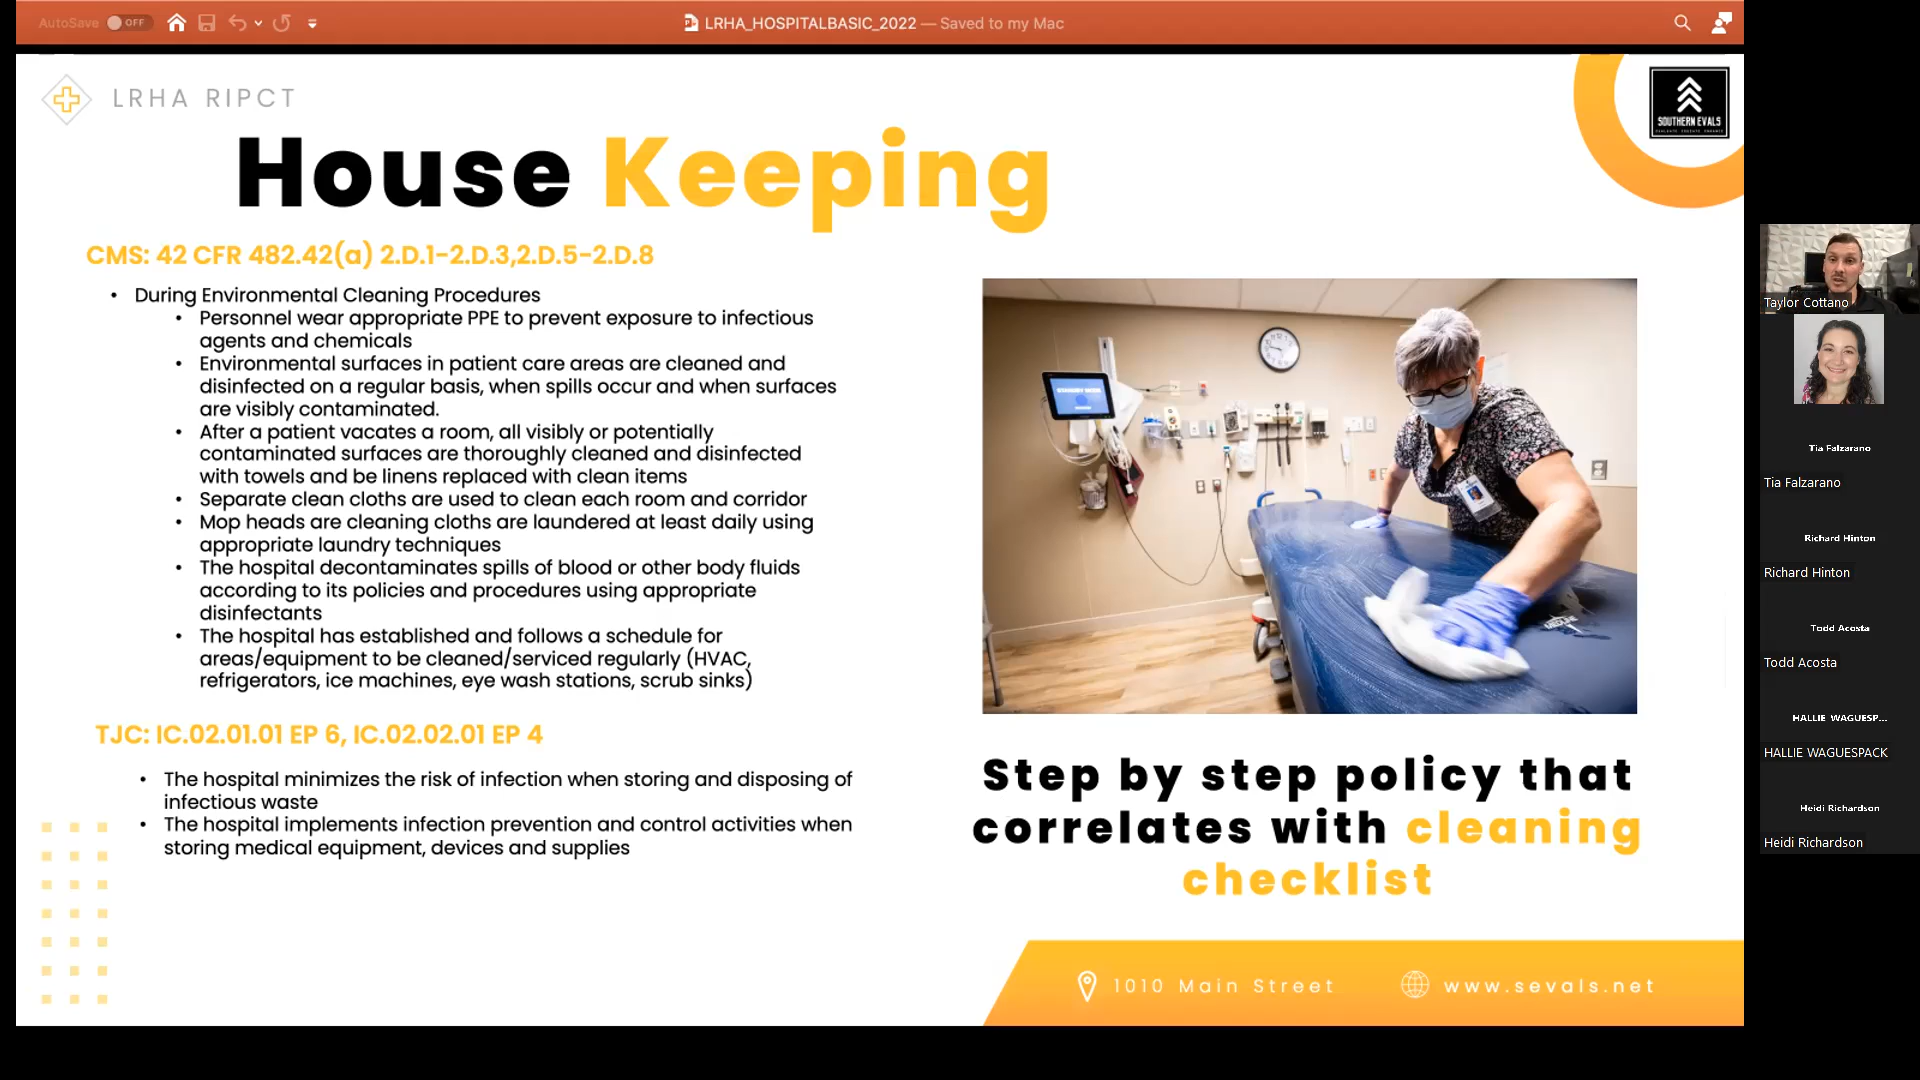 AutoSave OFF
LRHA_HOSPITALBASIC_2022 — Saved to my Mac
LRHA RIPCT
SOUTHERN EVALS
House Keeping
CMS: 42 CFR 482.42(a) 2.D.1-2.D.3,2.D.5-2.D.8
• During Environmental Cleaning Procedures
• Personnel wear appropriate PPE to prevent exposure to infectious
agents and chemicals
• Environmental surfaces in patient care areas are cleaned and
disinfected on a regular basis, when spills occur and when surfaces
are visibly contaminated.
• After a patient vacates a room, all visibly or potentially
contaminated surfaces are thoroughly cleaned and disinfected
with towels and be linens replaced with clean items
• Separate clean cloths are used to clean each room and corridor
• Mop heads are cleaning cloths are laundered at least daily using
appropriate laundry techniques
• The hospital decontaminates spills of blood or other body fluids
according to its policies and procedures using appropriate
disinfectants
• The hospital has established and follows a schedule for
areas/equipment to be cleaned/serviced regularly (HVAC,
refrigerators, ice machines, eye wash stations, scrub sinks)
TJC: IC.02.01.01 EP 6, IC.02.02.01 EP 4
• The hospital minimizes the risk of infection when storing and disposing of
infectious waste
• The hospital implements infection prevention and control activities when
storing medical equipment, devices and supplies
Step by step policy that
correlates with cleaning
checklist
1010 Main Street
www.sevals.net
Taylor Cottano
Tia Falzarano
Tia Falzarano
Richard Hinton
Richard Hinton
Todd Acosta
Todd Acosta
HALLIE WAGUESP...
HALLIE WAGUESPACK
Heidi Richardson
Heidi Richardson